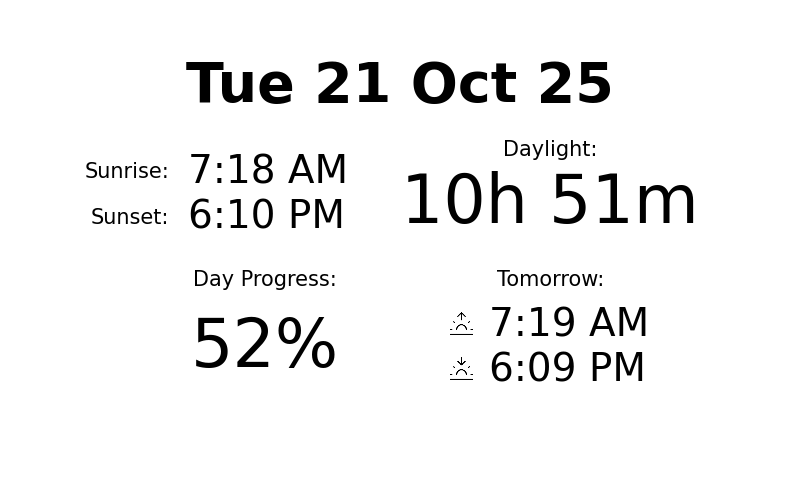 Tue 21 Oct 25
Sunrise: 7:18 AM
Sunset: 6:10 PM
Daylight:
10h 51m
Day Progress:
52%
Tomorrow:
7:19 AM
6:09 PM